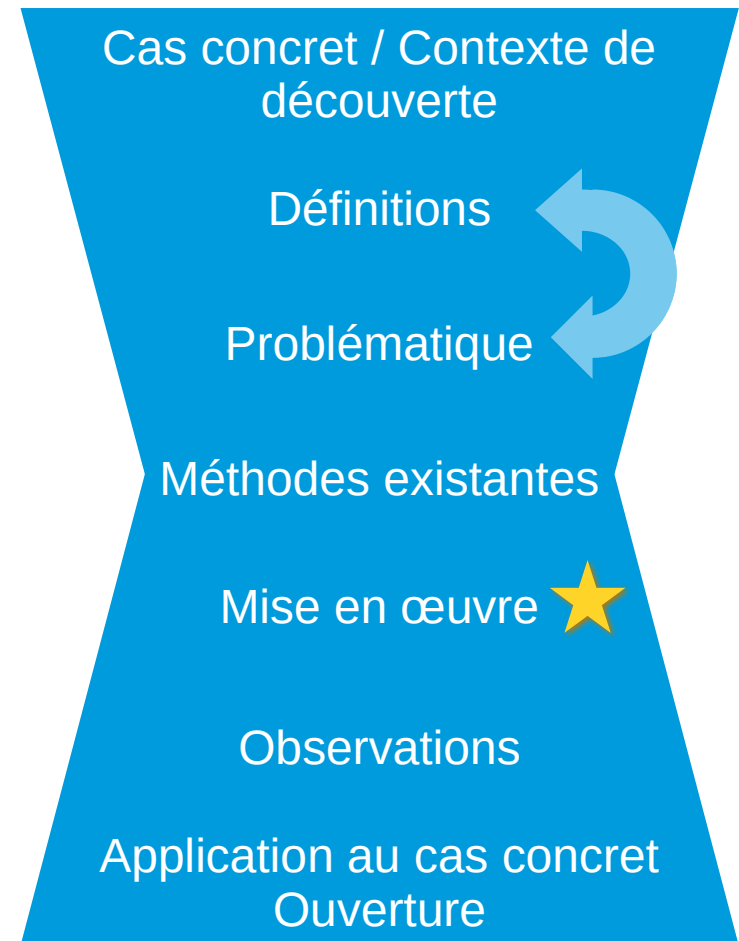 Cas concret / Contexte de
découverte
Définitions
Problématique
Méthodes existantes
Mise en œuvre
Observations
Application au cas concret
Ouverture